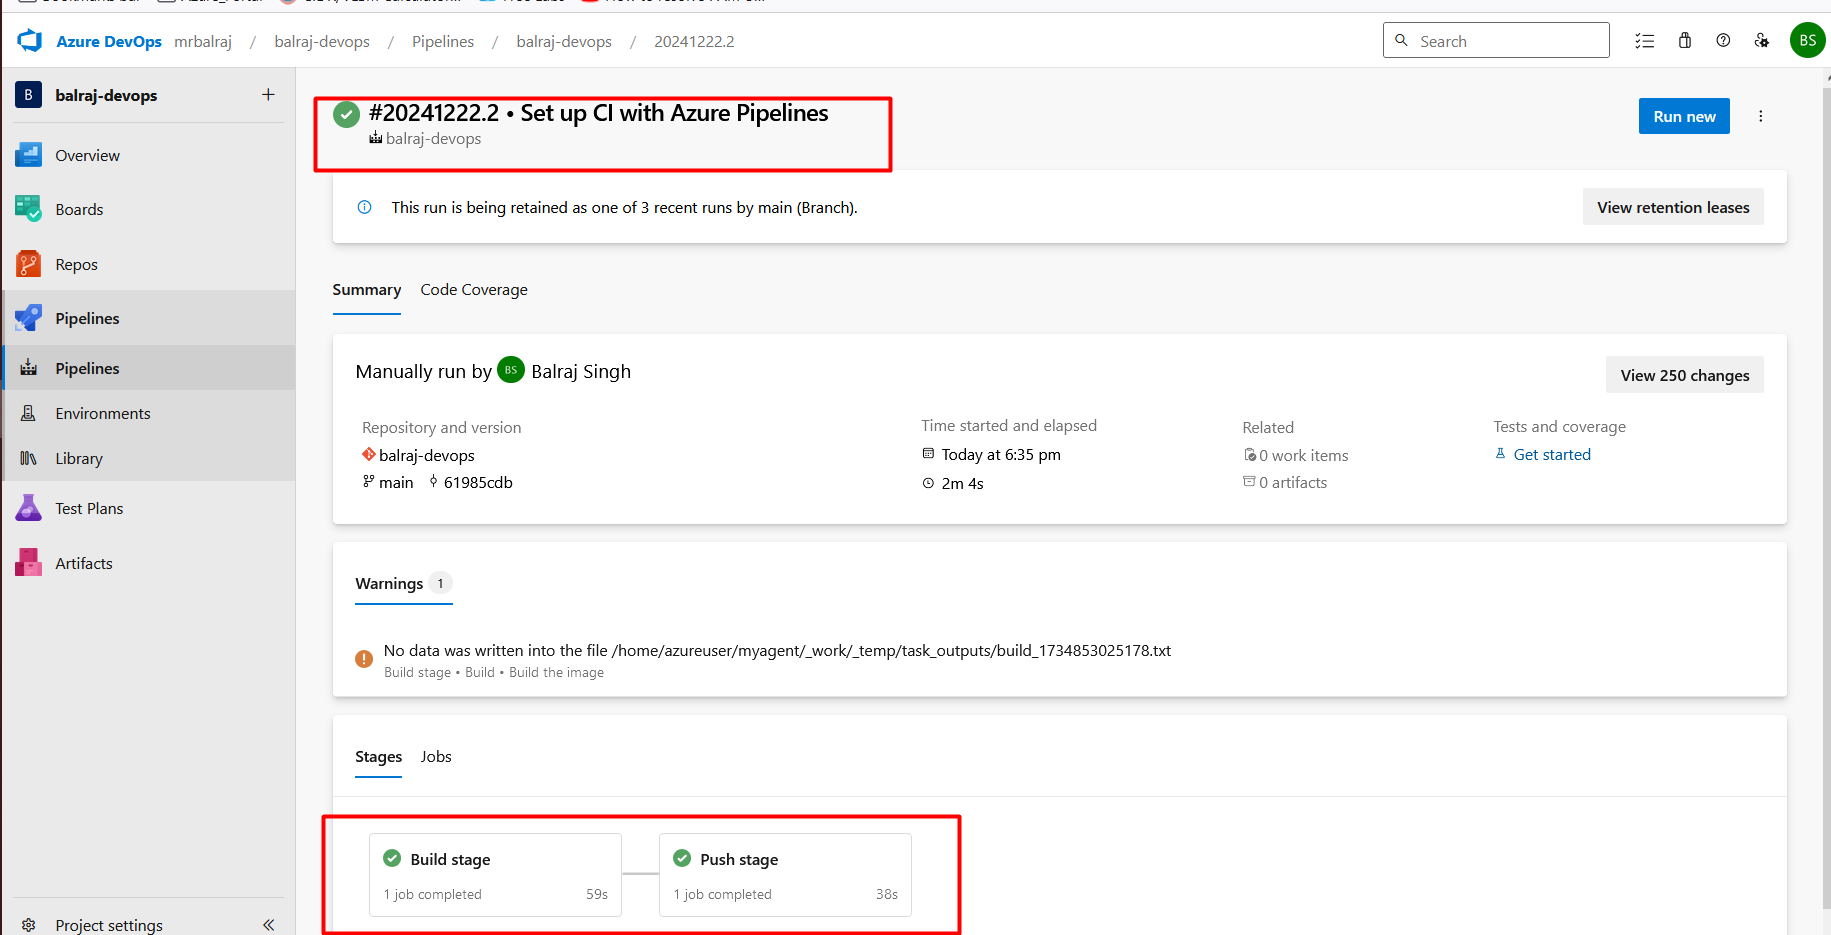 Azure DevOps mrbalraj / balraj-devops / Pipelines / balraj-devops / 20241222.2
Search
BS
B balraj-devops +
Overview
Boards
Repos
Pipelines
Pipelines
Environments
Library
Test Plans
Artifacts
Project settings
#20241222.2 • Set up CI with Azure Pipelines
balraj-devops
Run new
This run is being retained as one of 3 recent runs by main (Branch).
View retention leases
Summary Code Coverage
Manually run by BS Balraj Singh
View 250 changes
Repository and version
balraj-devops
main 61985cdb
Time started and elapsed
Today at 6:35 pm
2m 4s
Related
0 work items
0 artifacts
Tests and coverage
Get started
Warnings 1
No data was written into the file /home/azureuser/myagent/_work/_temp/task_outputs/build_1734853025178.txt
Build stage • Build • Build the image
Stages Jobs
Build stage
1 job completed 59s
Push stage
1 job completed 38s